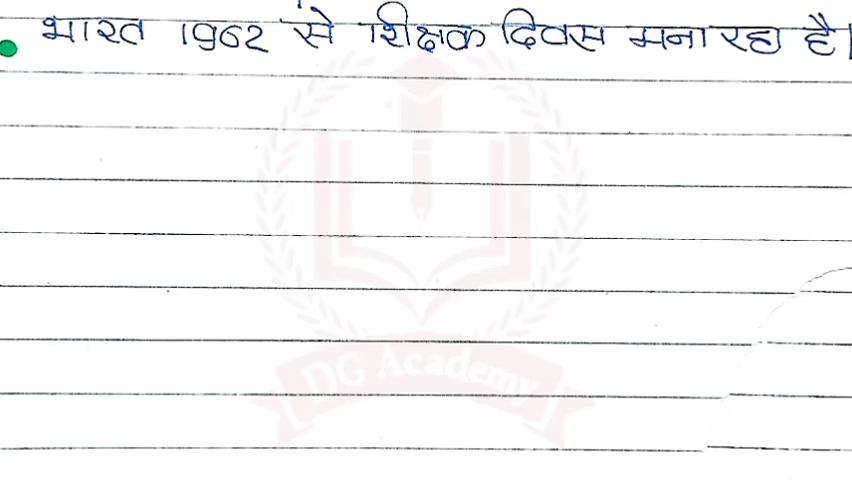 भारत 1962 से शिक्षक दिवस मना रहा है।
DG Academy